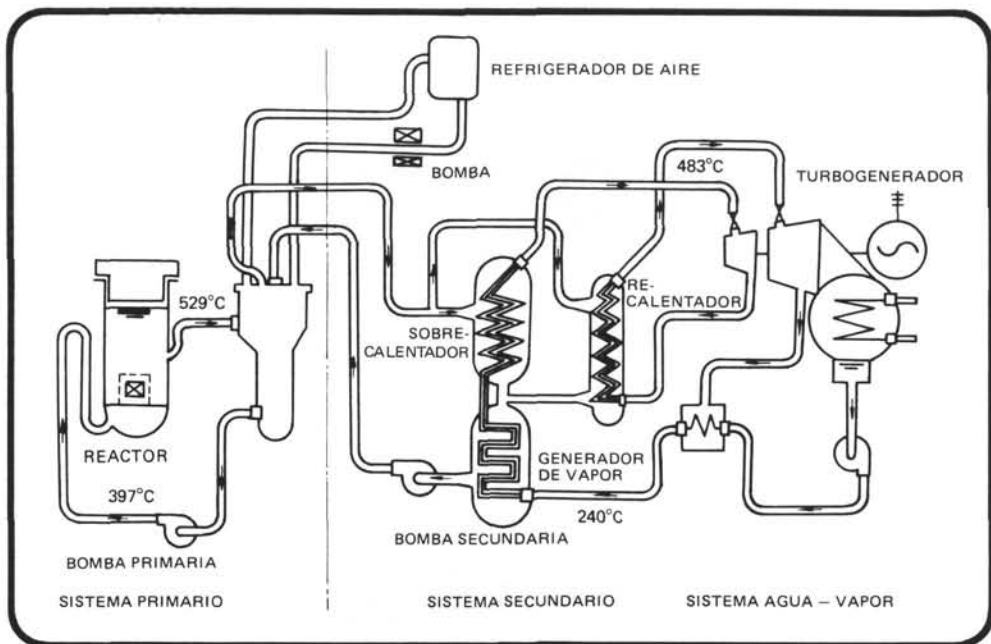 REFRIGERADOR DE AIRE
BOMBA
483°C
TURBOGENERADOR
529°C
RE-
CALENTADOR
SOBRE-
CALENTADOR
REACTOR
GENERADOR
DE VAPOR
397°C
240°C
BOMBA PRIMARIA
BOMBA SECUNDARIA
SISTEMA PRIMARIO
SISTEMA SECUNDARIO
SISTEMA AGUA – VAPOR